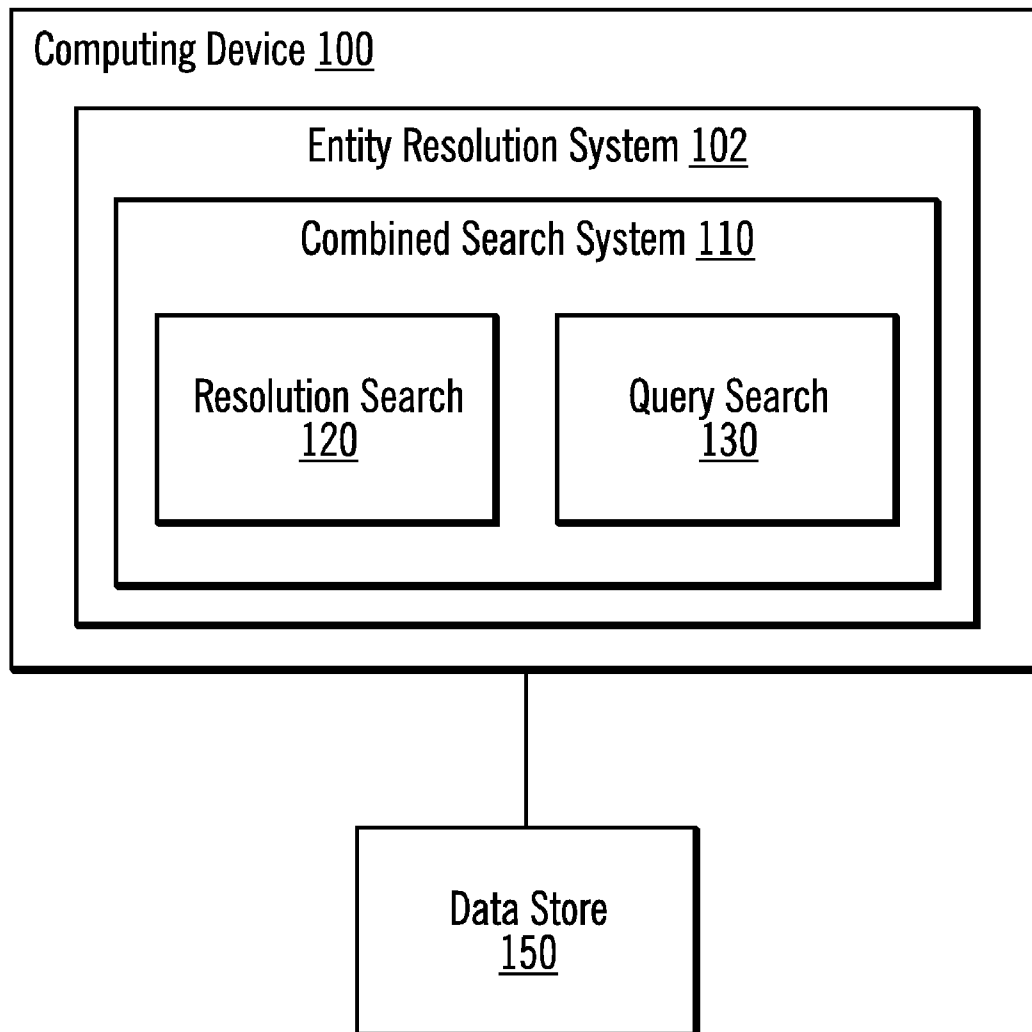 Computing Device 100
Entity Resolution System 102
Combined Search System 110
Resolution Search
120
Query Search
130
Data Store
150